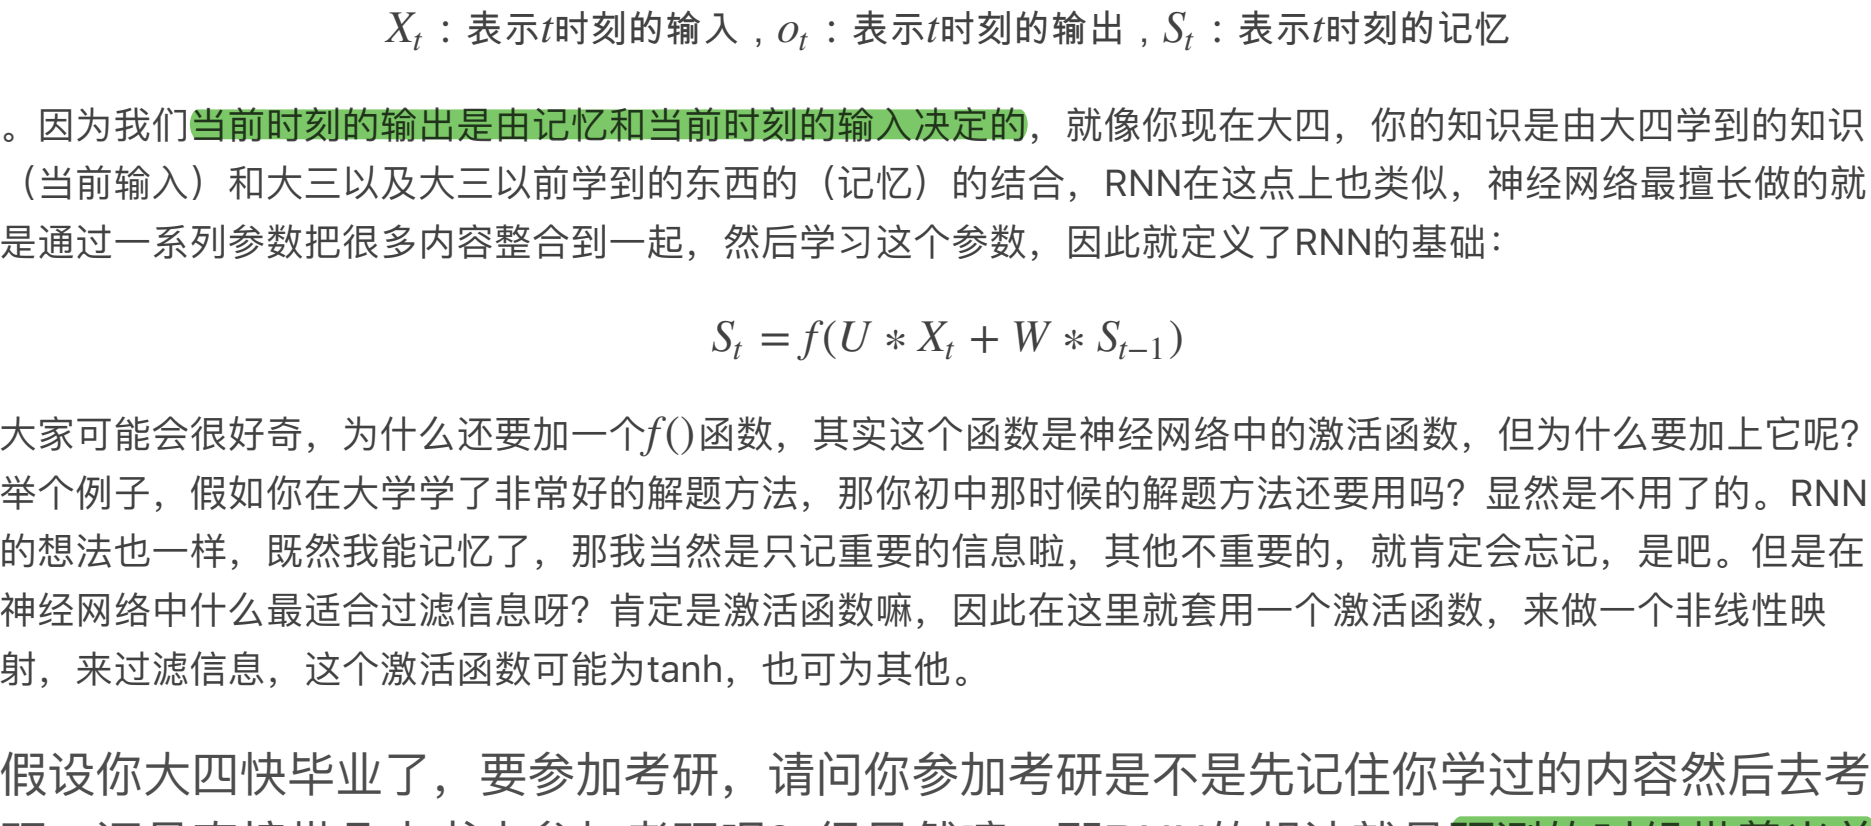 X_t：表示t时刻的输入，o_t：表示t时刻的输出，S_t：表示t时刻的记忆
。因为我们当前时刻的输出是由记忆和当前时刻的输入决定的，就像你现在大四，你的知识是由大四学到的知识
（当前输入）和大三以及大三以前学到的东西的（记忆）的结合，RNN在这点上也类似，神经网络最擅长做的就
是通过一系列参数把很多内容整合到一起，然后学习这个参数，因此就定义了RNN的基础：
S_t = f(U * X_t + W * S_{t-1})
大家可能会很好奇，为什么还要加一个f()函数，其实这个函数是神经网络中的激活函数，但为什么要加上它呢？
举个例子，假如你在大学学了非常好的解题方法，那你初中那时候的解题方法还要用吗？显然是不用了的。RNN
的想法也一样，既然我能记忆了，那我当然是只记重要的信息啦，其他不重要的，就肯定会忘记，是吧。但是在
神经网络中什么最适合过滤信息呀？肯定是激活函数嘛，因此在这里就套用一个激活函数，来做一个非线性映
射，来过滤信息，这个激活函数可能为tanh，也可为其他。
假设你大四快毕业了，要参加考研，请问你参加考研是不是先记住你学过的内容然后去考